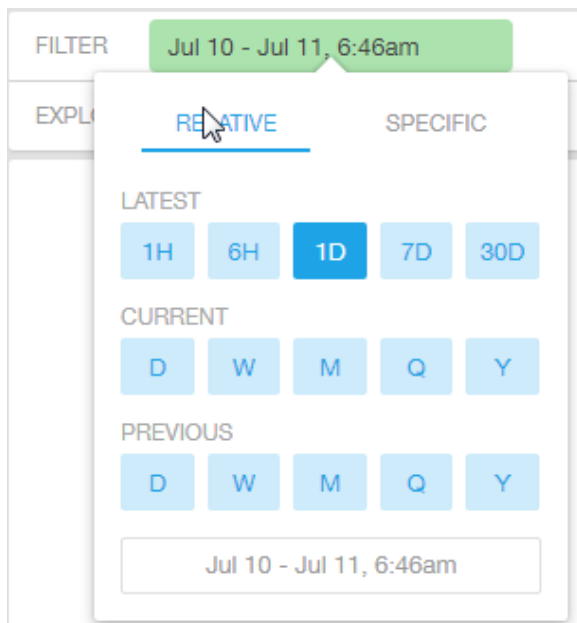 FILTER Jul 10 - Jul 11, 6:46am
EXPLO
RELATIVE SPECIFIC
LATEST
1H 6H 1D 7D 30D
CURRENT
D W M Q Y
PREVIOUS
D W M Q Y
Jul 10 - Jul 11, 6:46am